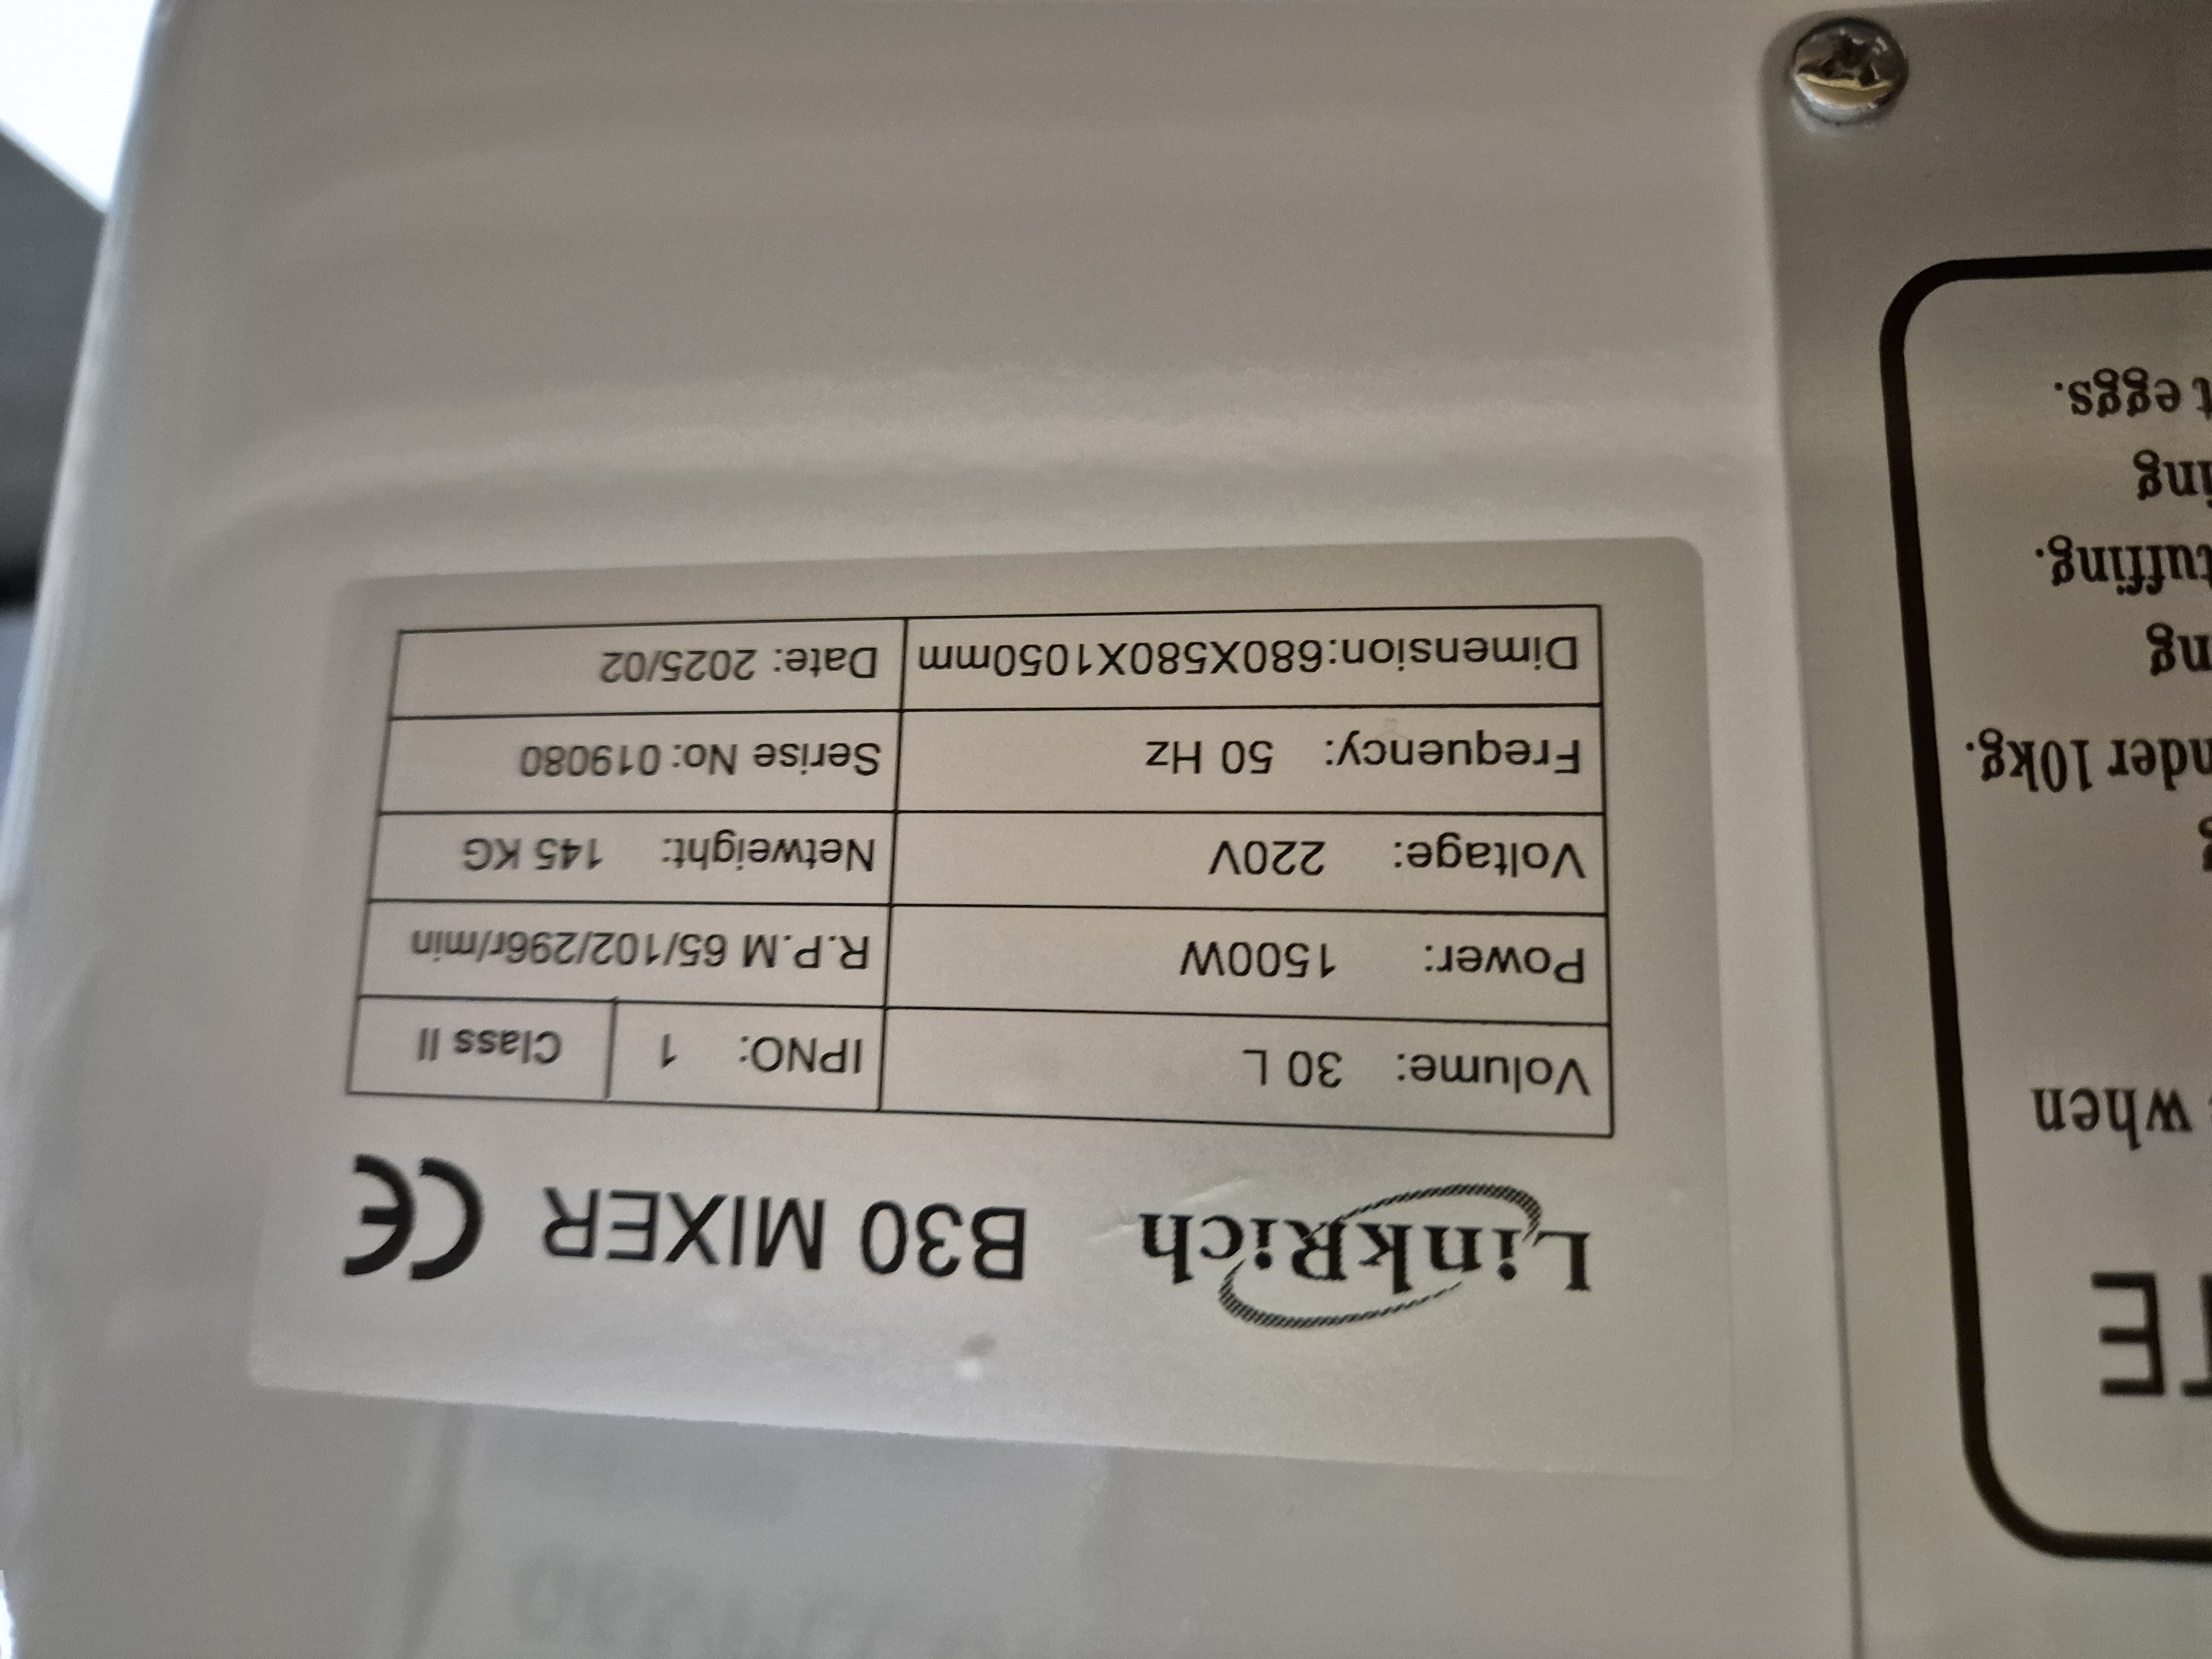 LinkRich B30 MIXER CE
Volume: 30 L IPNO: 1 Class II
Power: 1500W R.P.M 65/102/296r/min
Voltage: 220V Netweight: 145 KG
Frequency: 50 Hz Serise No: 019080
Dimension:680X580X1050mm Date: 2025/02
TE
when
g
nder 10kg.
ng
tuffing.
ing
t eggs.